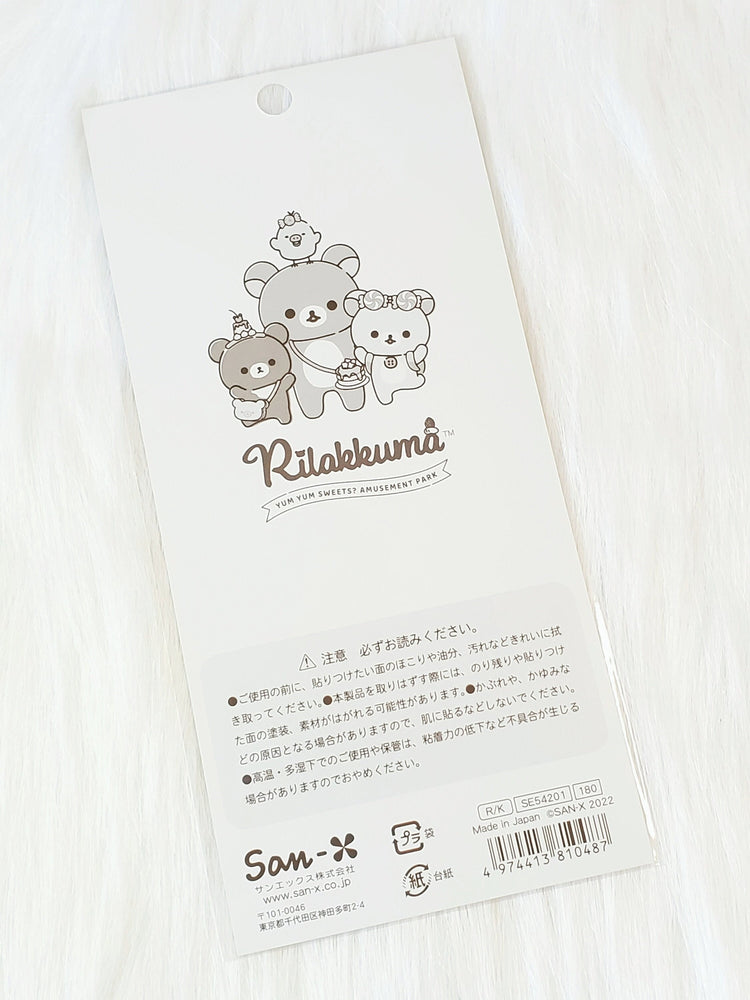 Rilakkuma™
YUM YUM SWEETS? AMUSEMENT PARK
注意 必ずお読みください。
●ご使用の前に、貼りつけたい面のほこりや油分、汚れなどきれいに拭
き取ってください。●本製品を取りはずす際には、のり残りや貼りつけ
た面の塗装、素材がはがれる可能性があります。●かぶれや、かゆみな
どの原因となる場合がありますので、肌に貼るなどしないでください。
●高温・多湿下でのご使用や保管は、粘着力の低下など不具合が生じる
場合がありますのでおやめください。
San-X
サンエックス株式会社
www.san-x.co.jp
〒101-0046
東京都千代田区神田多町2-4
プラ 袋
紙 台紙
R/K SE54201 180
Made in Japan ©SAN-X 2022
4 974413 810487